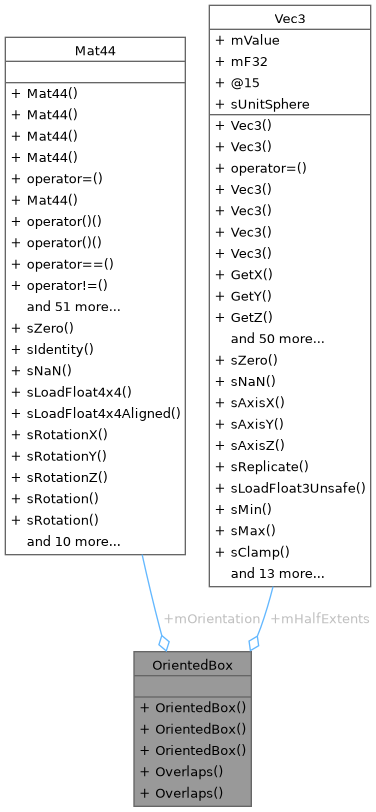 Mat44
+ Mat44()
+ Mat44()
+ Mat44()
+ Mat44()
+ operator=()
+ Mat44()
+ operator()()
+ operator()()
+ operator==()
+ operator!=()
and 51 more...
+ sZero()
+ sIdentity()
+ sNaN()
+ sLoadFloat4x4()
+ sLoadFloat4x4Aligned()
+ sRotationX()
+ sRotationY()
+ sRotationZ()
+ sRotation()
+ sRotation()
and 10 more...
Vec3
+ mValue
+ mF32
+ @15
+ sUnitSphere
+ Vec3()
+ Vec3()
+ operator=()
+ Vec3()
+ Vec3()
+ Vec3()
+ Vec3()
+ GetX()
+ GetY()
+ GetZ()
and 50 more...
+ sZero()
+ sNaN()
+ sAxisX()
+ sAxisY()
+ sAxisZ()
+ sReplicate()
+ sLoadFloat3Unsafe()
+ sMin()
+ sMax()
+ sClamp()
and 13 more...
+mOrientation
+mHalfExtents
OrientedBox
+ OrientedBox()
+ OrientedBox()
+ OrientedBox()
+ Overlaps()
+ Overlaps()